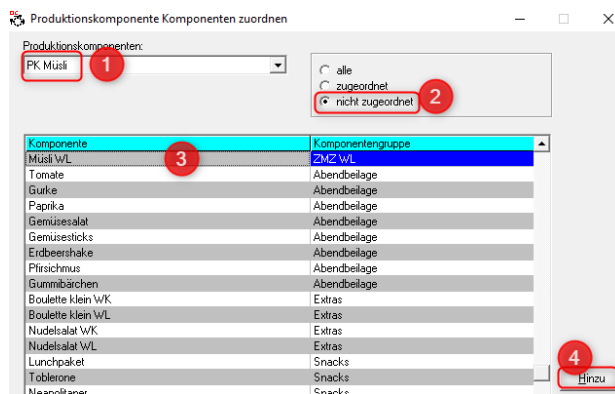 Produktionskomponente Komponenten zuordnen
Produktionskomponenten:
PK Müsli
1
alle
zugeordnet
nicht zugeordnet
2
Komponente Komponentengruppe
Müsli WL 3 ZMZ WL
Tomate Abendbeilage
Gurke Abendbeilage
Paprika Abendbeilage
Gemüsesalat Abendbeilage
Gemüsesticks Abendbeilage
Erdbeershake Abendbeilage
Pfirsichmus Abendbeilage
Gummibärchen Abendbeilage
Boulette klein WK Extras
Boulette klein WL Extras
Nudelsalat WK Extras
Nudelsalat WL Extras
Lunchpaket Snacks
Toblerone Snacks
Neapolitaner Snacks
4
Hinzu